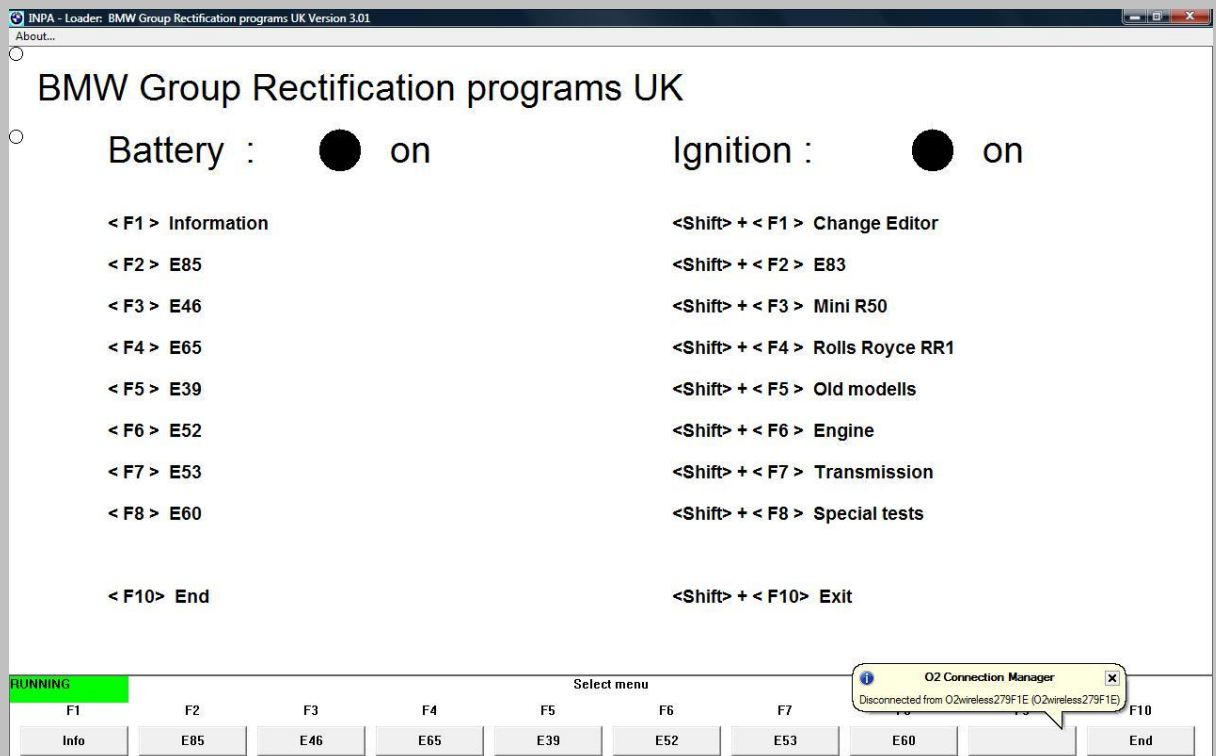 INPA - Loader: BMW Group Rectification programs UK Version 3.01
About...
BMW Group Rectification programs UK
Battery : on Ignition : on
< F1 > Information <Shift> + < F1 > Change Editor
< F2 > E85 <Shift> + < F2 > E83
< F3 > E46 <Shift> + < F3 > Mini R50
< F4 > E65 <Shift> + < F4 > Rolls Royce RR1
< F5 > E39 <Shift> + < F5 > Old modells
< F6 > E52 <Shift> + < F6 > Engine
< F7 > E53 <Shift> + < F7 > Transmission
< F8 > E60 <Shift> + < F8 > Special tests
< F10> End <Shift> + < F10> Exit
RUNNING Select menu
O2 Connection Manager
Disconnected from O2wireless279F1E (O2wireless279F1E)
F1 F2 F3 F4 F5 F6 F7 F10
Info E85 E46 E65 E39 E52 E53 E60 End